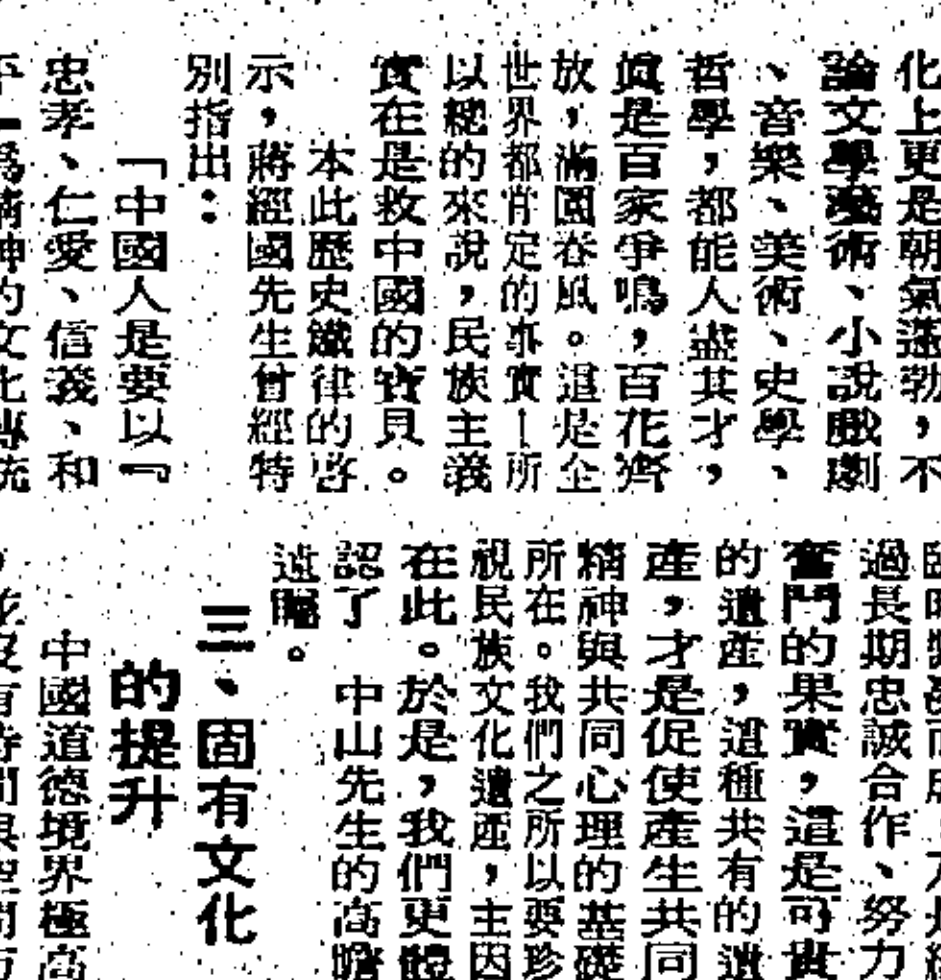 化上更是朝氣蓬勃，不
論文學藝術、小說戲劇
、音樂、美術、史學、
哲學，都能人盡其才，
眞是百家爭鳴，百花齊
放，滿園春風。這是全
世界都肯定的事實—所
以總的來說，民族主義
實在是救中國的寶貝。
本此歷史鐵律的啓
示，蔣經國先生曾經特
別指出：
「中國人是要以『
忠孝、仁愛、信義、和
平』爲精神的文化傳統
過長期忠誠合作、努力
奮鬥的果實，這是可貴
的遺產，這種共有的遺
產，才是促使產生共同
精神與共同心理的基礎
所在。我們之所以要珍
視民族文化遺產，主因
在此。於是，我們更體
認了　中山先生的高瞻
遠矚。
三、固有文化
的提升
中國道德境界極高